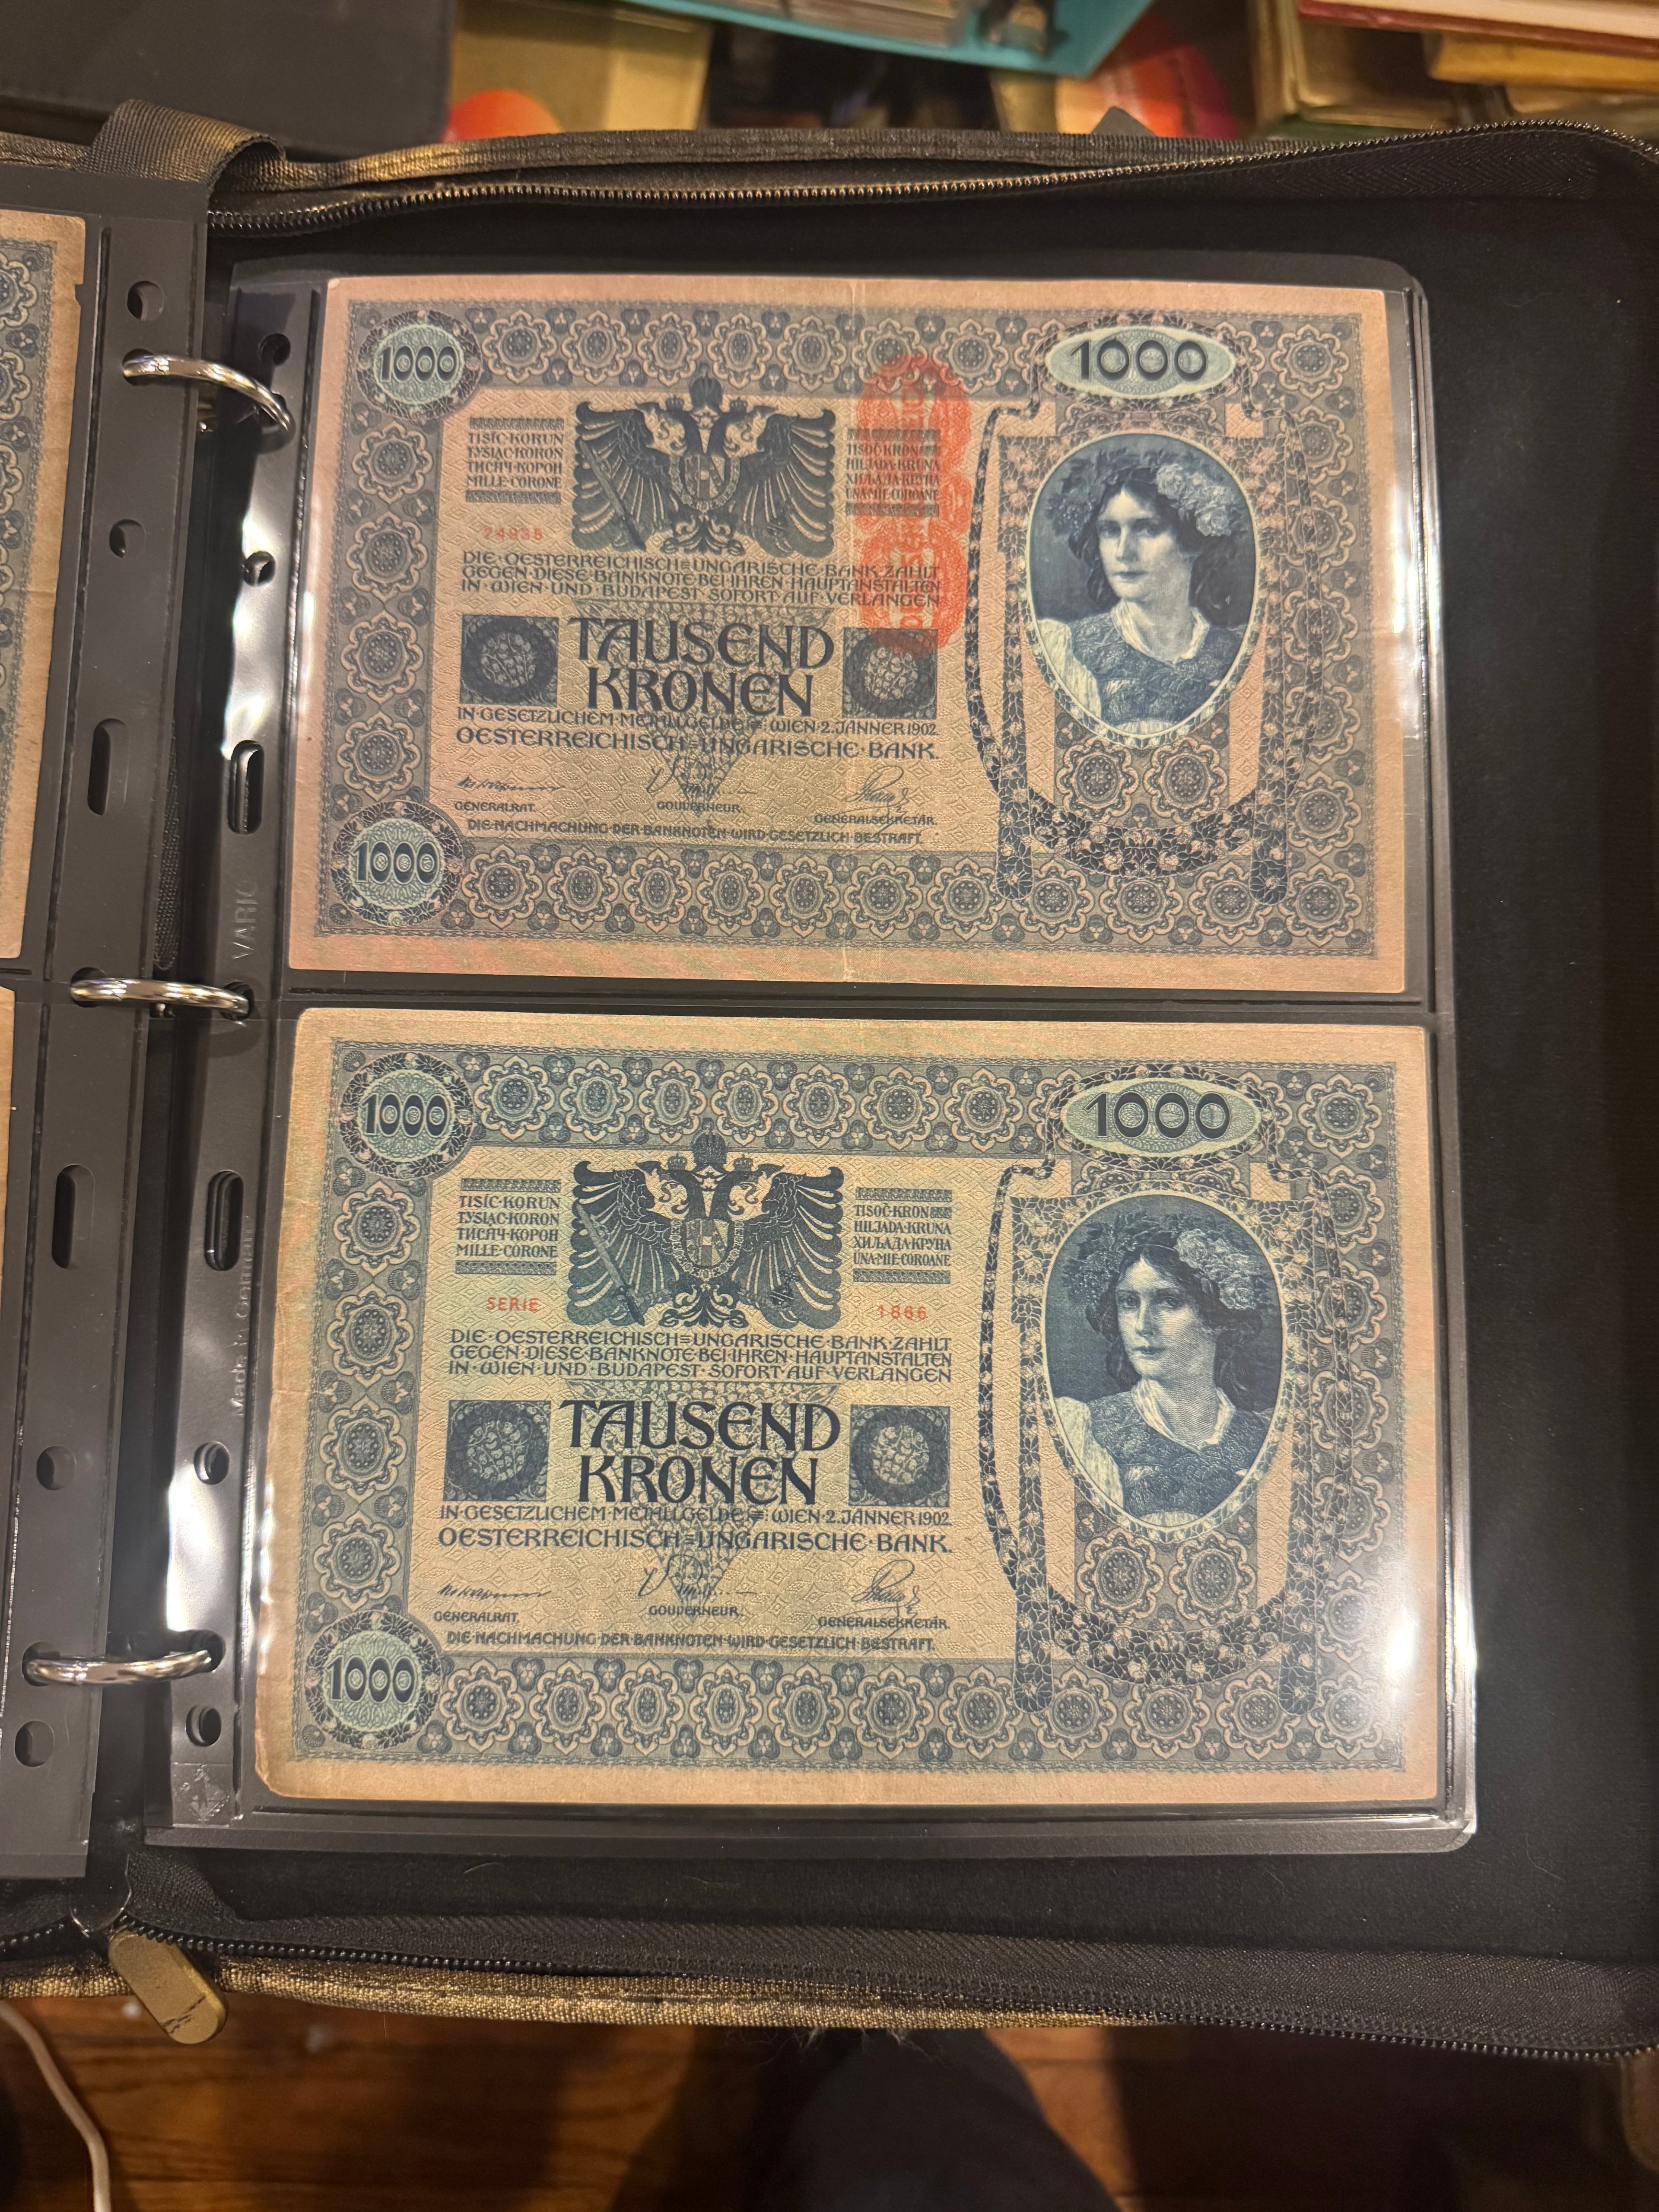 1000
1000
TISÍC·KORUN
TYSIĄC·KORON
ТИСЯЧ·КОРОН
MILLE·CORONE
TISOČ·KRON
HILJADA·KRUNA
ХИЉАДА·КРУНА
UNA·MIE·COROANE
DIE·OESTERREICHISCH=UNGARISCHE·BANK·ZAHLT
GEGEN·DIESE·BANKNOTE·BEI·IHREN·HAUPTANSTALTEN
IN·WIEN·UND·BUDAPEST·SOFORT·AUF·VERLANGEN
TAUSEND
KRONEN
IN·GESETZLICHEM·METALLGELDE·WIEN·2·JÄNNER 1902.
OESTERREICHISCH=UNGARISCHE·BANK.
GENERALRAT.
GOUVERNEUR.
GENERALSEKRETÄR.
DIE·NACHMACHUNG·DER·BANKNOTEN·WIRD·GESETZLICH·BESTRAFT.
1000
1000
1000
TISÍC·KORUN
TYSIĄC·KORON
ТИСЯЧ·КОРОН
MILLE·CORONE
TISOČ·KRON
HILJADA·KRUNA
ХИЉАДА·КРУНА
UNA·MIE·COROANE
SERIE
1866
DIE·OESTERREICHISCH=UNGARISCHE·BANK·ZAHLT
GEGEN·DIESE·BANKNOTE·BEI·IHREN·HAUPTANSTALTEN
IN·WIEN·UND·BUDAPEST·SOFORT·AUF·VERLANGEN
TAUSEND
KRONEN
IN·GESETZLICHEM·METALLGELDE·WIEN·2·JÄNNER 1902.
OESTERREICHISCH=UNGARISCHE·BANK.
GENERALRAT.
GOUVERNEUR.
GENERALSEKRETÄR.
DIE·NACHMACHUNG·DER·BANKNOTEN·WIRD·GESETZLICH·BESTRAFT.
1000
VARIO
Made in Germany